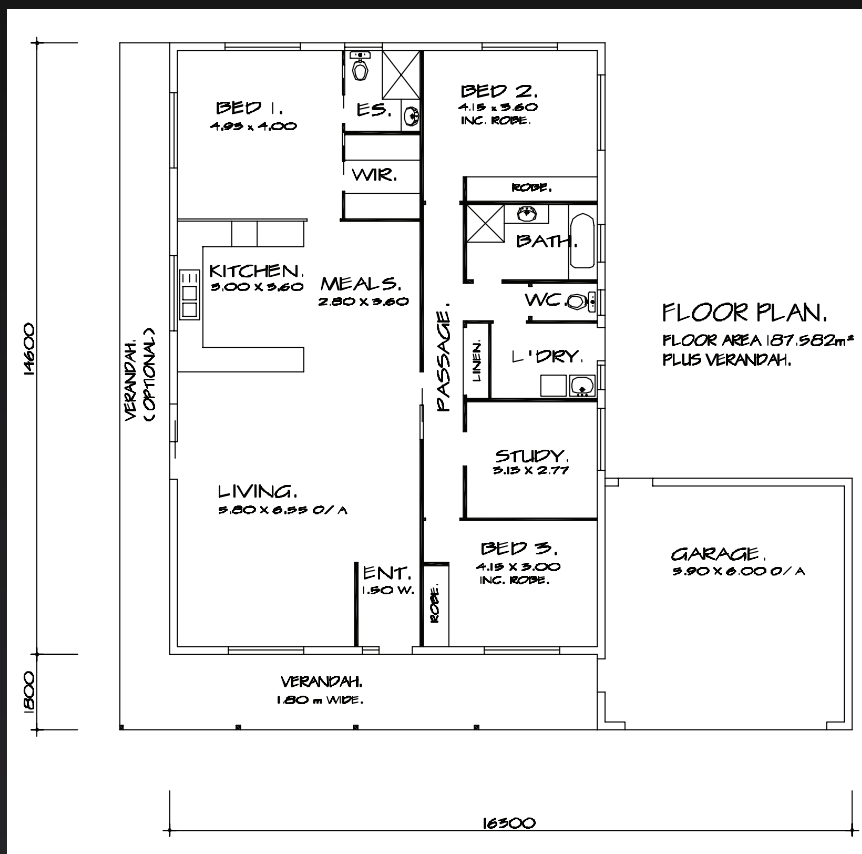 BED 1.
4.95 x 4.00
ES.
WIR.
BED 2.
4.15 x 3.60
INC. ROBE.
ROBE.
BATH.
KITCHEN.
3.00 X 3.60
MEALS.
2.80 X 3.60
WC.
PASSAGE.
LINEN.
L'DRY.
FLOOR PLAN.
FLOOR AREA 187.582m²
PLUS VERANDAH.
14600
VERANDAH.
(OPTIONAL)
STUDY.
3.15 X 2.77
LIVING.
5.80 X 6.55 O/A
ENT.
1.50 W.
BED 3.
4.15 X 3.00
INC. ROBE.
ROBE.
GARAGE.
5.90 X 6.00 O/A
1800
VERANDAH.
1.80 m WIDE.
16300